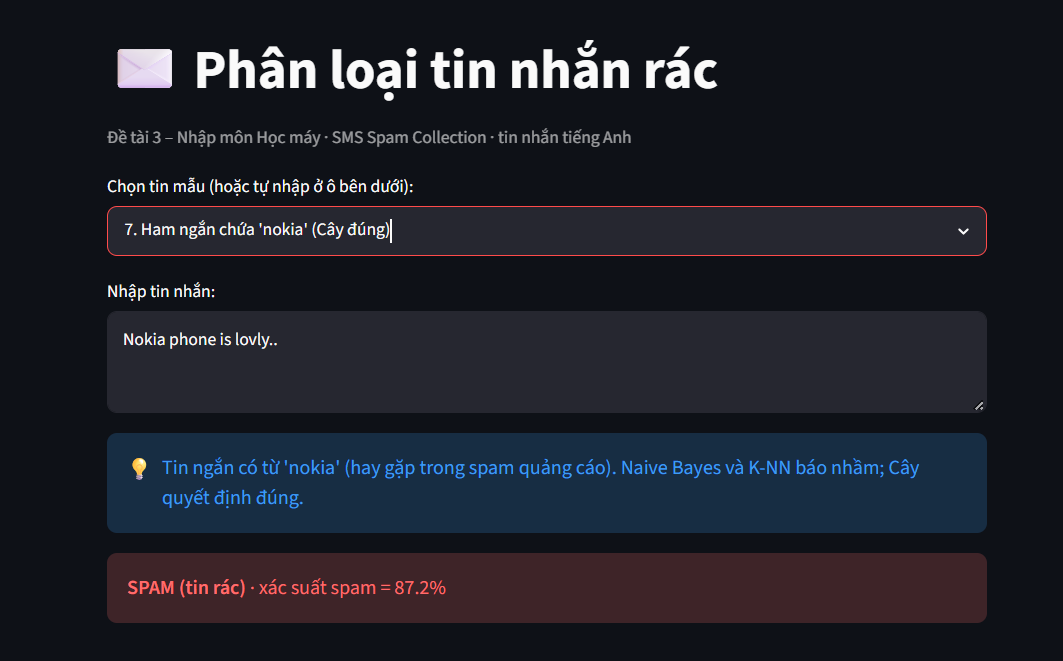 Phân loại tin nhắn rác
Đề tài 3 – Nhập môn Học máy · SMS Spam Collection · tin nhắn tiếng Anh
Chọn tin mẫu (hoặc tự nhập ở ô bên dưới):
7. Ham ngắn chứa 'nokia' (Cây đúng)
Nhập tin nhắn:
Nokia phone is lovly..
Tin ngắn có từ 'nokia' (hay gặp trong spam quảng cáo). Naive Bayes và K-NN báo nhầm; Cây
quyết định đúng.
SPAM (tin rác) · xác suất spam = 87.2%